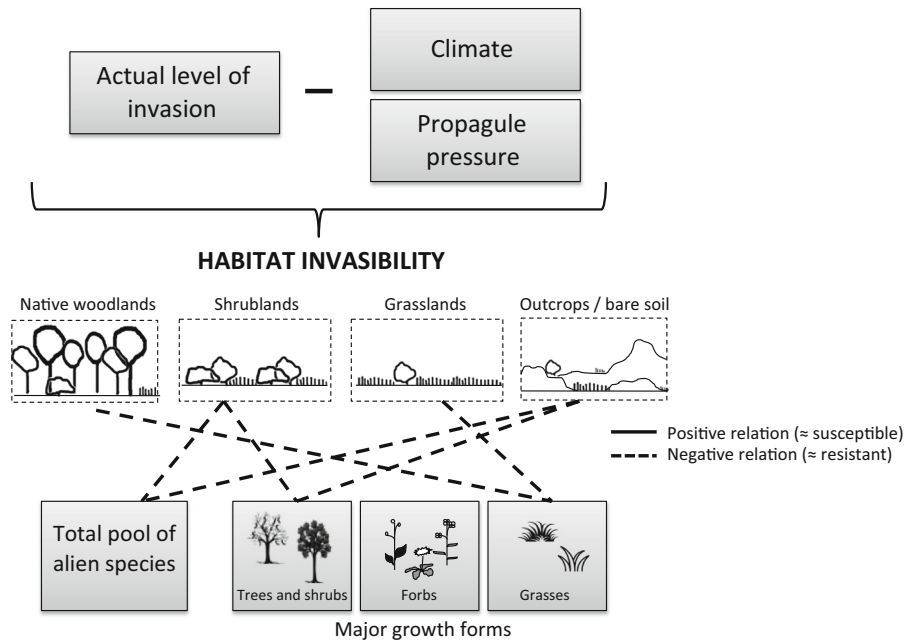 Actual level of
invasion
–
Climate
Propagule
pressure
HABITAT INVASIBILITY
Native woodlands
Shrublands
Grasslands
Outcrops / bare soil
Positive relation (≈ susceptible)
Negative relation (≈ resistant)
Total pool of
alien species
Trees and shrubs
Forbs
Grasses
Major growth forms